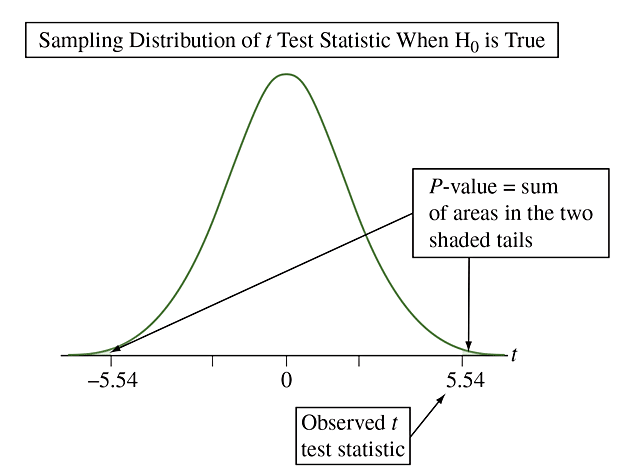 Sampling Distribution of t Test Statistic When H₀ is True
P-value = sum
of areas in the two
shaded tails
t
−5.54
0
5.54
Observed t
test statistic